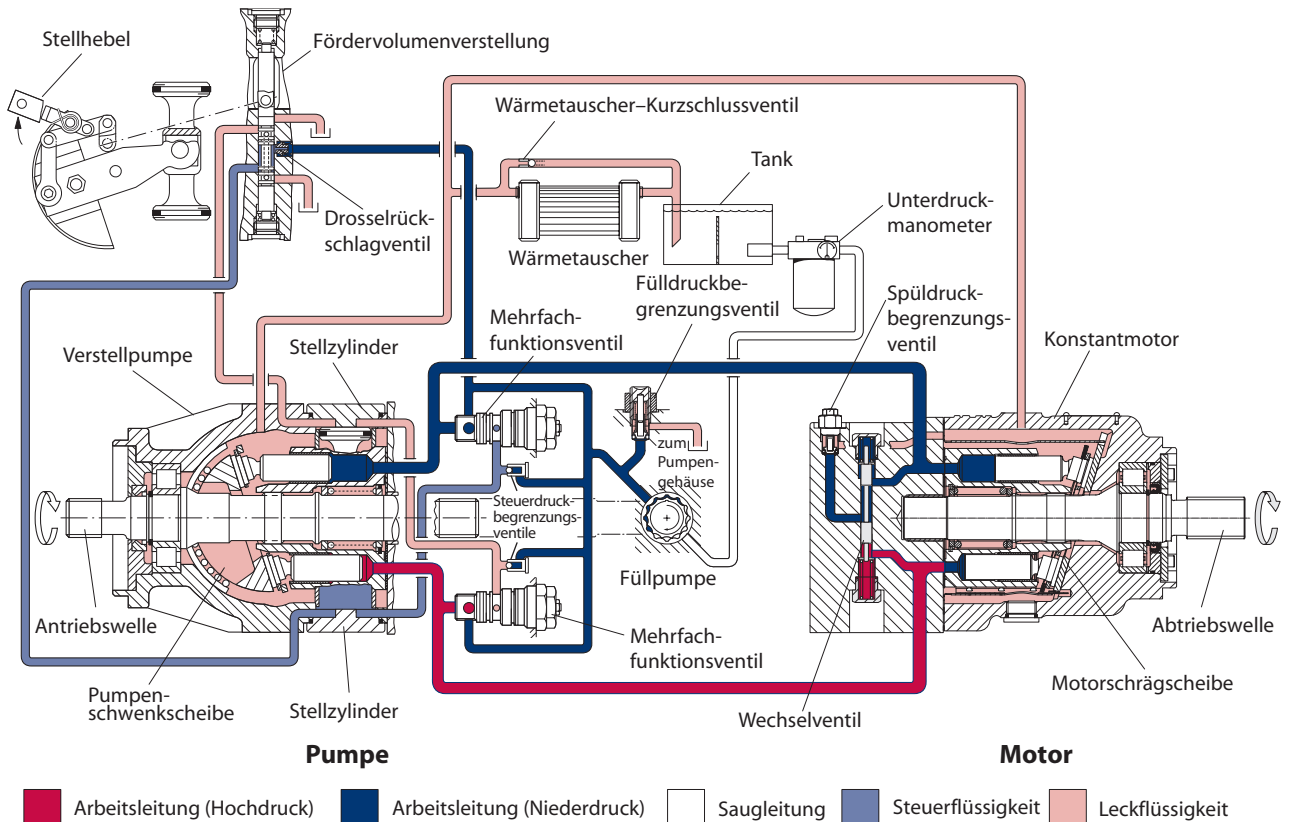 Stellhebel
Fördervolumenverstellung
Wärmetauscher–Kurzschlussventil
Tank
Unterdruck-
manometer
Drosselrück-
schlagventil
Wärmetauscher
Fülldruckbe-
grenzungsventil
Spüldruck-
begrenzungs-
ventil
Mehrfach-
funktionsventil
Verstellpumpe
Stellzylinder
Konstantmotor
zum
Pumpen-
gehäuse
Steuerdruck-
begrenzungs-
ventile
Füllpumpe
Antriebswelle
Abtriebswelle
Mehrfach-
funktionsventil
Pumpen-
schwenkscheibe
Stellzylinder
Motorschrägscheibe
Wechselventil
Pumpe
Motor
Arbeitsleitung (Hochdruck)
Arbeitsleitung (Niederdruck)
Saugleitung
Steuerflüssigkeit
Leckflüssigkeit